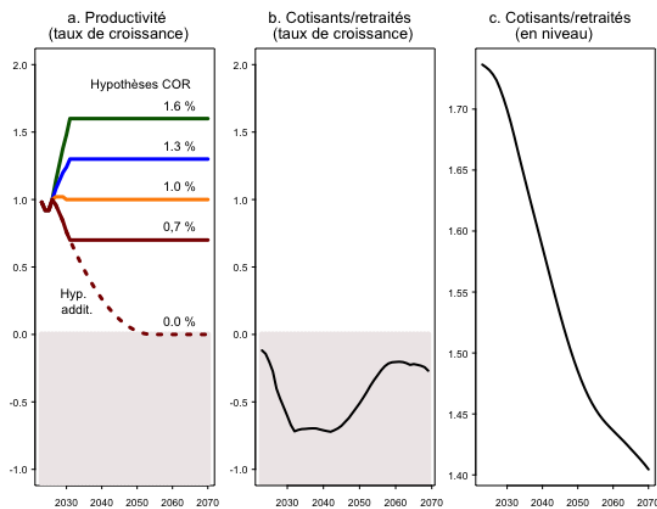 a. Productivité
(taux de croissance)
b. Cotisants/retraités
(taux de croissance)
c. Cotisants/retraités
(en niveau)
2.0
1.5
1.0
0.5
0.0
-0.5
-1.0
Hypothèses COR
1.6 %
1.3 %
1.0 %
0,7 %
Hyp.
addit.
0.0 %
2030 2040 2050 2060 2070
2.0
1.5
1.0
0.5
0.0
-0.5
-1.0
2030 2040 2050 2060 2070
1.70
1.65
1.60
1.55
1.50
1.45
1.40
2030 2040 2050 2060 2070